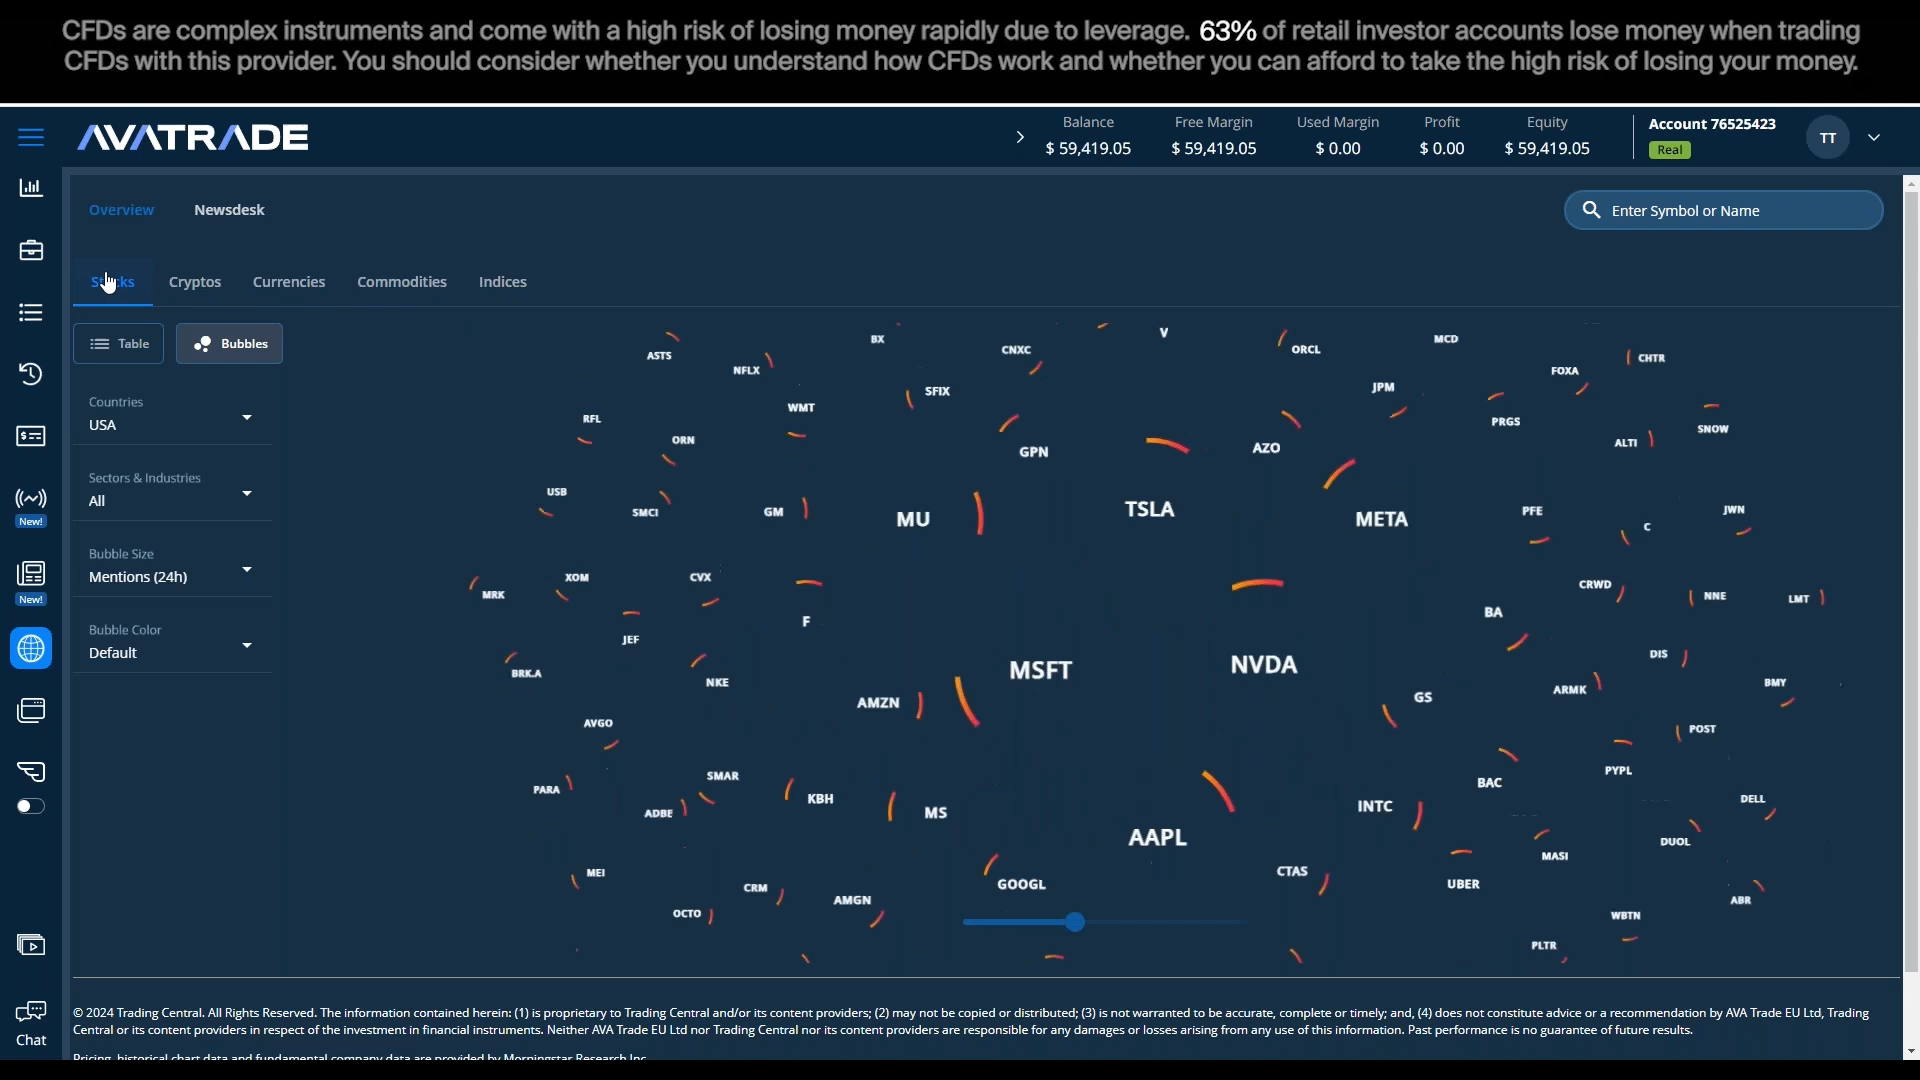 CFDs are complex instruments and come with a high risk of losing money rapidly due to leverage. 63% of retail investor accounts lose money when trading
CFDs with this provider. You should consider whether you understand how CFDs work and whether you can afford to take the high risk of losing your money.
AVATRADE
Balance Free Margin Used Margin Profit Equity
$ 59,419.05 $ 59,419.05 $ 0.00 $ 0.00 $ 59,419.05
Account 76525423
Real
TT
Overview Newsdesk
Enter Symbol or Name
Cryptos Currencies Commodities Indices
Table Bubbles
Countries
USA
Sectors & Industries
All
Bubble Size
Mentions (24h)
Bubble Color
Default
New!
New!
Chat
V
BX
MCD
CNXC
ORCL
ASTS
CHTR
NFLX
FOXA
JPM
SFIX
WMT
RFL
PRGS
SNOW
ORN
ALTI
AZO
GPN
USB
TSLA
JWN
PFE
SMCI
GM
MU
META
C
XOM
CVX
CRWD
MRK
NNE
LMT
BA
F
JEF
DIS
NVDA
MSFT
BRK.A
NKE
BMY
ARMK
GS
AMZN
AVGO
POST
PYPL
SMAR
BAC
PARA
KBH
DELL
INTC
MS
ADBE
AAPL
DUOL
MASI
CTAS
MEI
GOOGL
UBER
CRM
AMGN
ABR
OCTO
WBTN
PLTR
© 2024 Trading Central. All Rights Reserved. The information contained herein: (1) is proprietary to Trading Central and/or its content providers; (2) may not be copied or distributed; (3) is not warranted to be accurate, complete or timely; and, (4) does not constitute advice or a recommendation by AVA Trade EU Ltd, Trading
Central or its content providers in respect of the investment in financial instruments. Neither AVA Trade EU Ltd nor Trading Central nor its content providers are responsible for any damages or losses arising from any use of this information. Past performance is no guarantee of future results.
Pricing, historical chart data and fundamental company data are provided by Morningstar Research Inc.